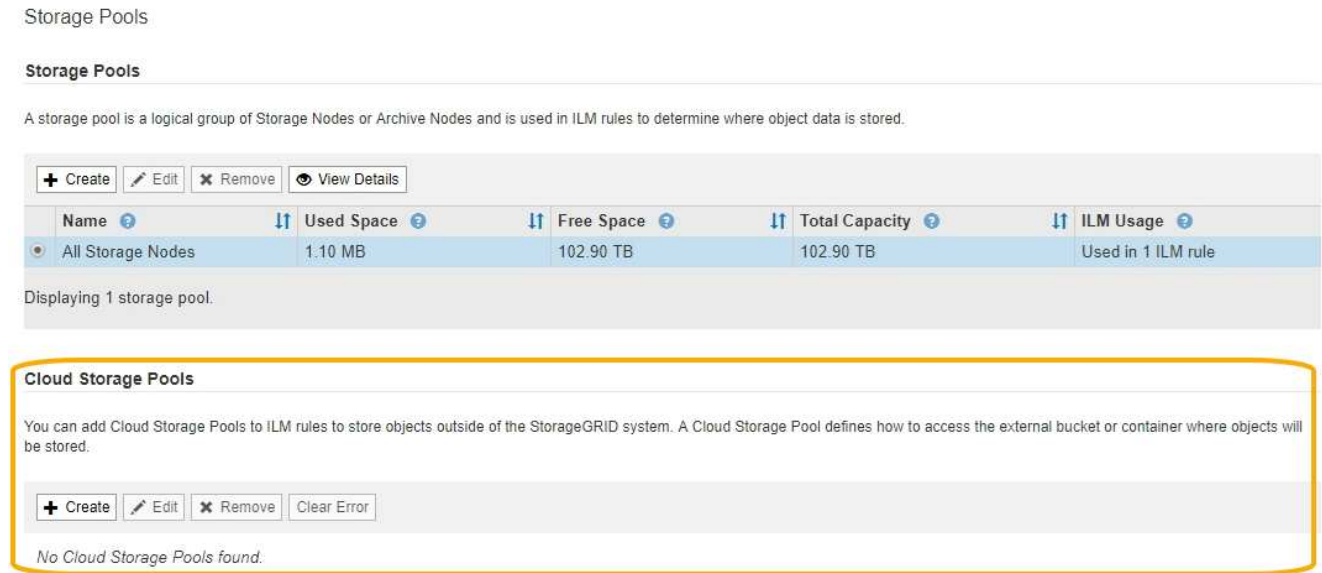 Storage Pools
Storage Pools
A storage pool is a logical group of Storage Nodes or Archive Nodes and is used in ILM rules to determine where object data is stored.
Create Edit Remove View Details
Name Used Space Free Space Total Capacity ILM Usage
All Storage Nodes 1.10 MB 102.90 TB 102.90 TB Used in 1 ILM rule
Displaying 1 storage pool.
Cloud Storage Pools
You can add Cloud Storage Pools to ILM rules to store objects outside of the StorageGRID system. A Cloud Storage Pool defines how to access the external bucket or container where objects will
be stored.
Create Edit Remove Clear Error
No Cloud Storage Pools found.